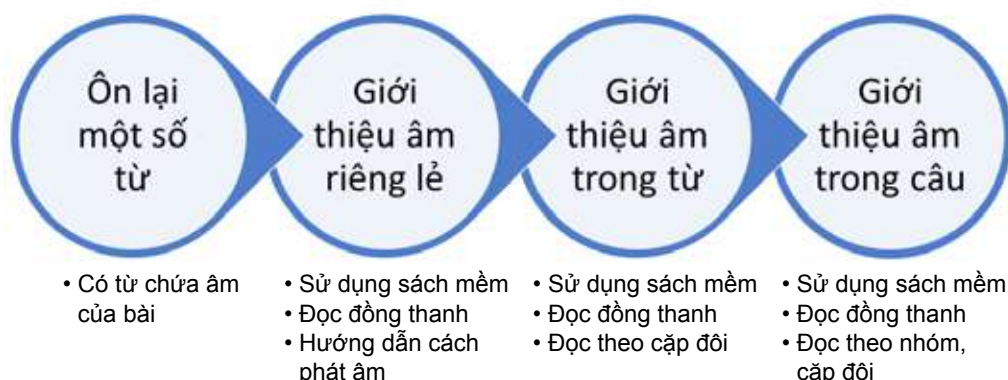 Ôn lại
một số
từ
Giới
thiệu âm
riêng lẻ
Giới
thiệu âm
trong từ
Giới
thiệu âm
trong câu
• Có từ chứa âm
của bài
• Sử dụng sách mềm
• Đọc đồng thanh
• Hướng dẫn cách
phát âm
• Sử dụng sách mềm
• Đọc đồng thanh
• Đọc theo cặp đôi
• Sử dụng sách mềm
• Đọc đồng thanh
• Đọc theo nhóm,
cặp đôi